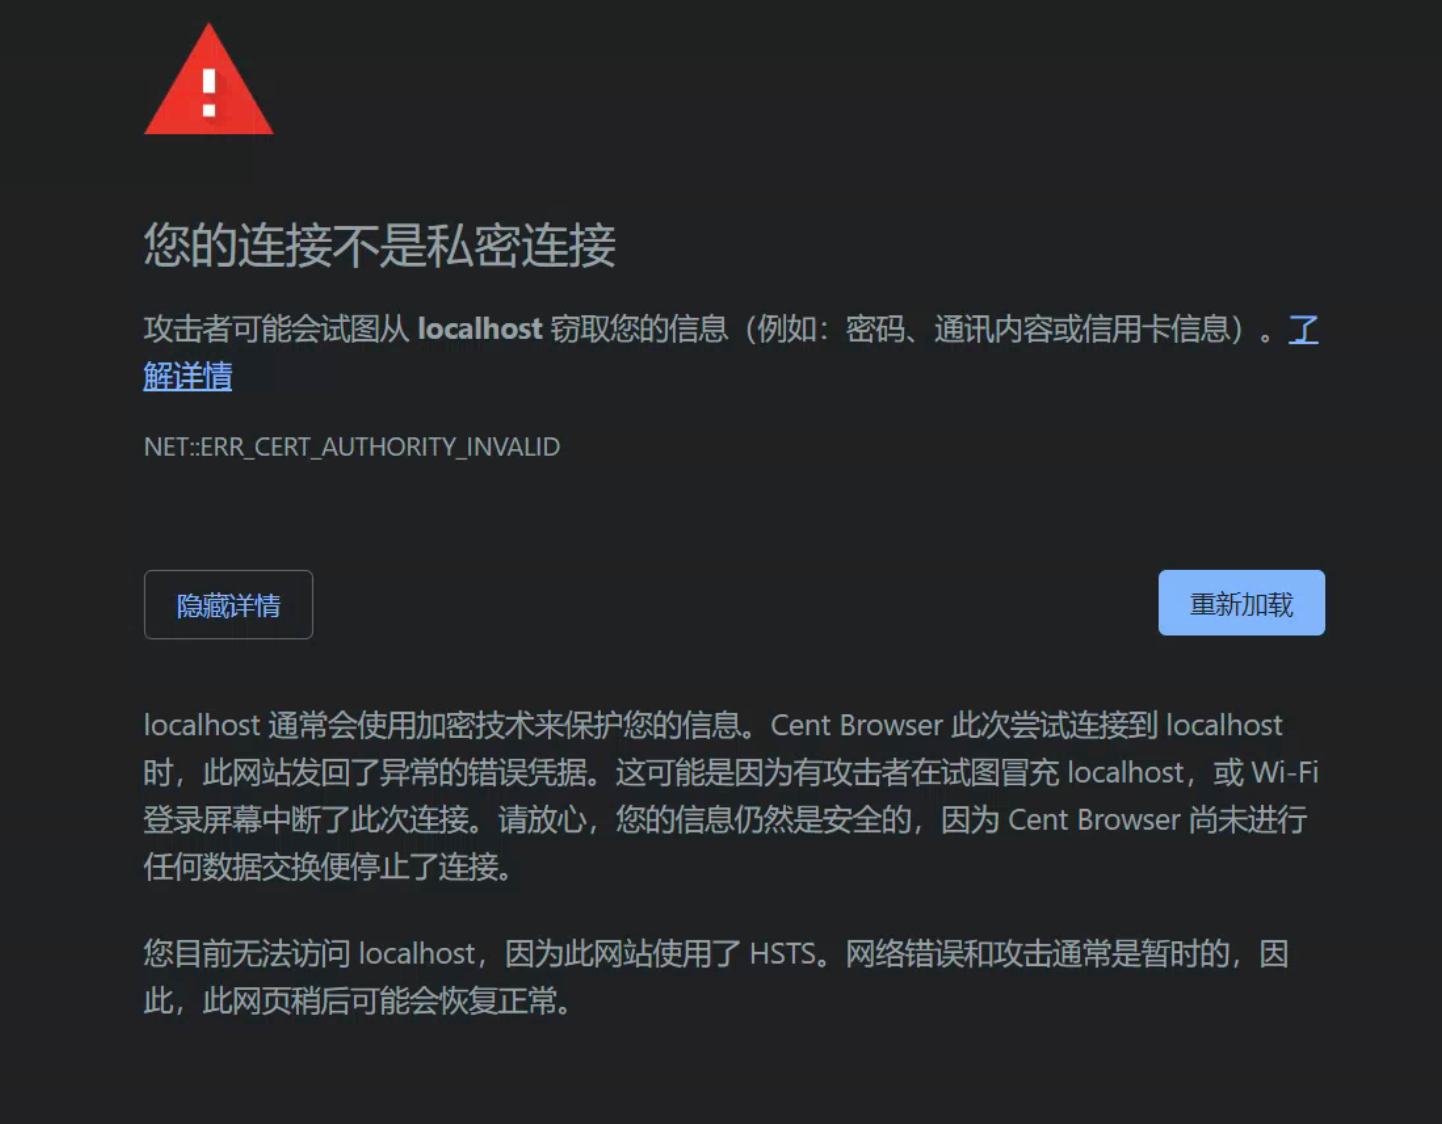 您的连接不是私密连接
攻击者可能会试图从 localhost 窃取您的信息（例如：密码、通讯内容或信用卡信息）。了
解详情
NET::ERR_CERT_AUTHORITY_INVALID
隐藏详情
重新加载
localhost 通常会使用加密技术来保护您的信息。Cent Browser 此次尝试连接到 localhost
时，此网站发回了异常的错误凭据。这可能是因为有攻击者在试图冒充 localhost，或 Wi-Fi
登录屏幕中断了此次连接。请放心，您的信息仍然是安全的，因为 Cent Browser 尚未进行
任何数据交换便停止了连接。
您目前无法访问 localhost，因为此网站使用了 HSTS。网络错误和攻击通常是暂时的，因
此，此网页稍后可能会恢复正常。